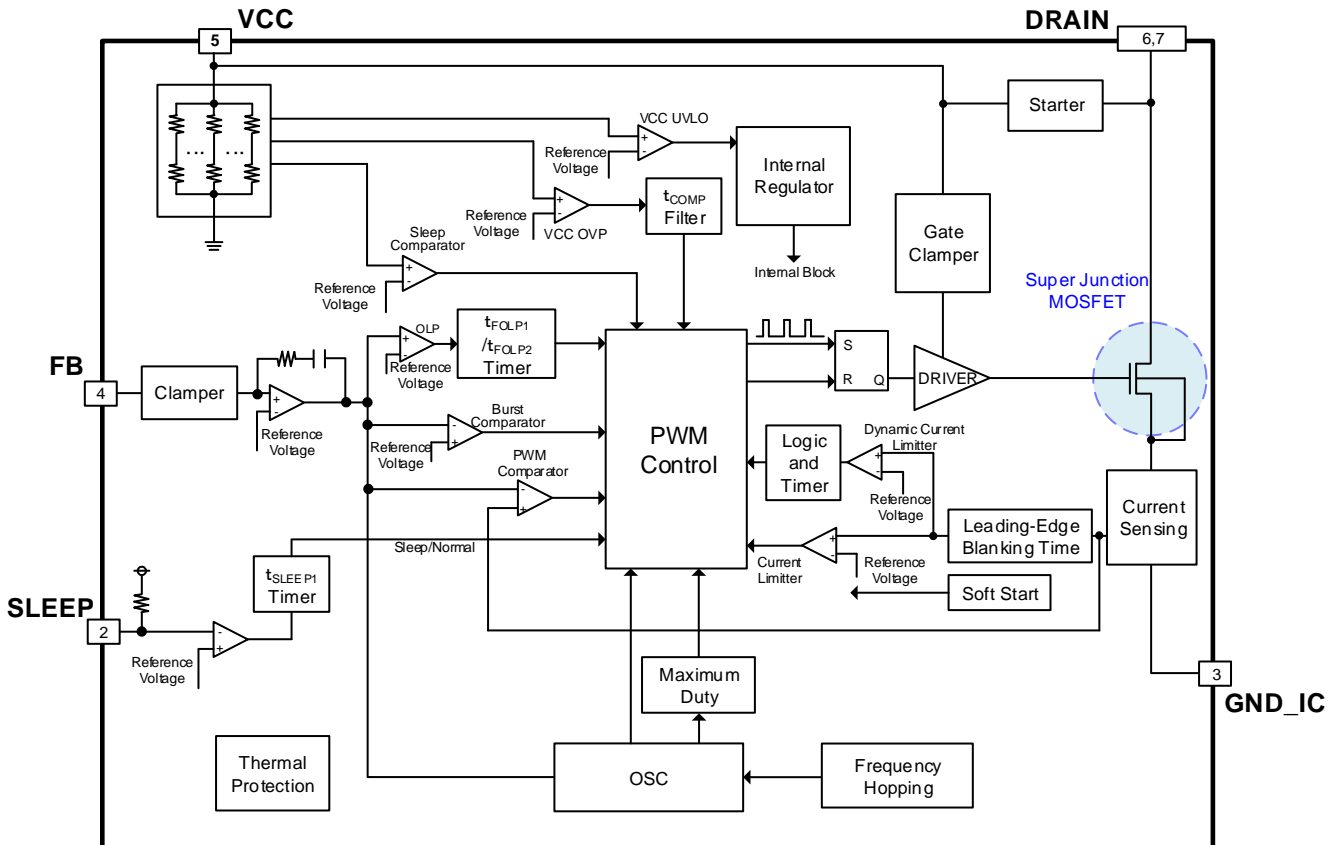 VCC
DRAIN
5
6,7
Starter
VCC UVLO
Reference
Voltage
Internal
Regulator
tCOMP
Filter
Reference
Voltage
VCC OVP
Sleep
Comparator
Gate
Clamper
Internal Block
Reference
Voltage
Super Junction
MOSFET
... ...
OLP
tFOLP1
/tFOLP2
Timer
Reference
Voltage
S
R
Q
DRIVER
FB
4
Clamper
Reference
Voltage
Burst
Comparator
Reference
Voltage
PWM
Comparator
PWM
Control
Logic
and
Timer
Dynamic Current
Limitter
Reference
Voltage
Current
Sensing
Leading-Edge
Blanking Time
Sleep/Normal
Current
Limitter
Reference
Voltage
Soft Start
tSLEEP1
Timer
SLEEP
2
Reference
Voltage
Maximum
Duty
3
GND_IC
Thermal
Protection
OSC
Frequency
Hopping
+
-
+
-
+
-
+
-
+
-
-
+
-
+
+
-
+
-
-
+